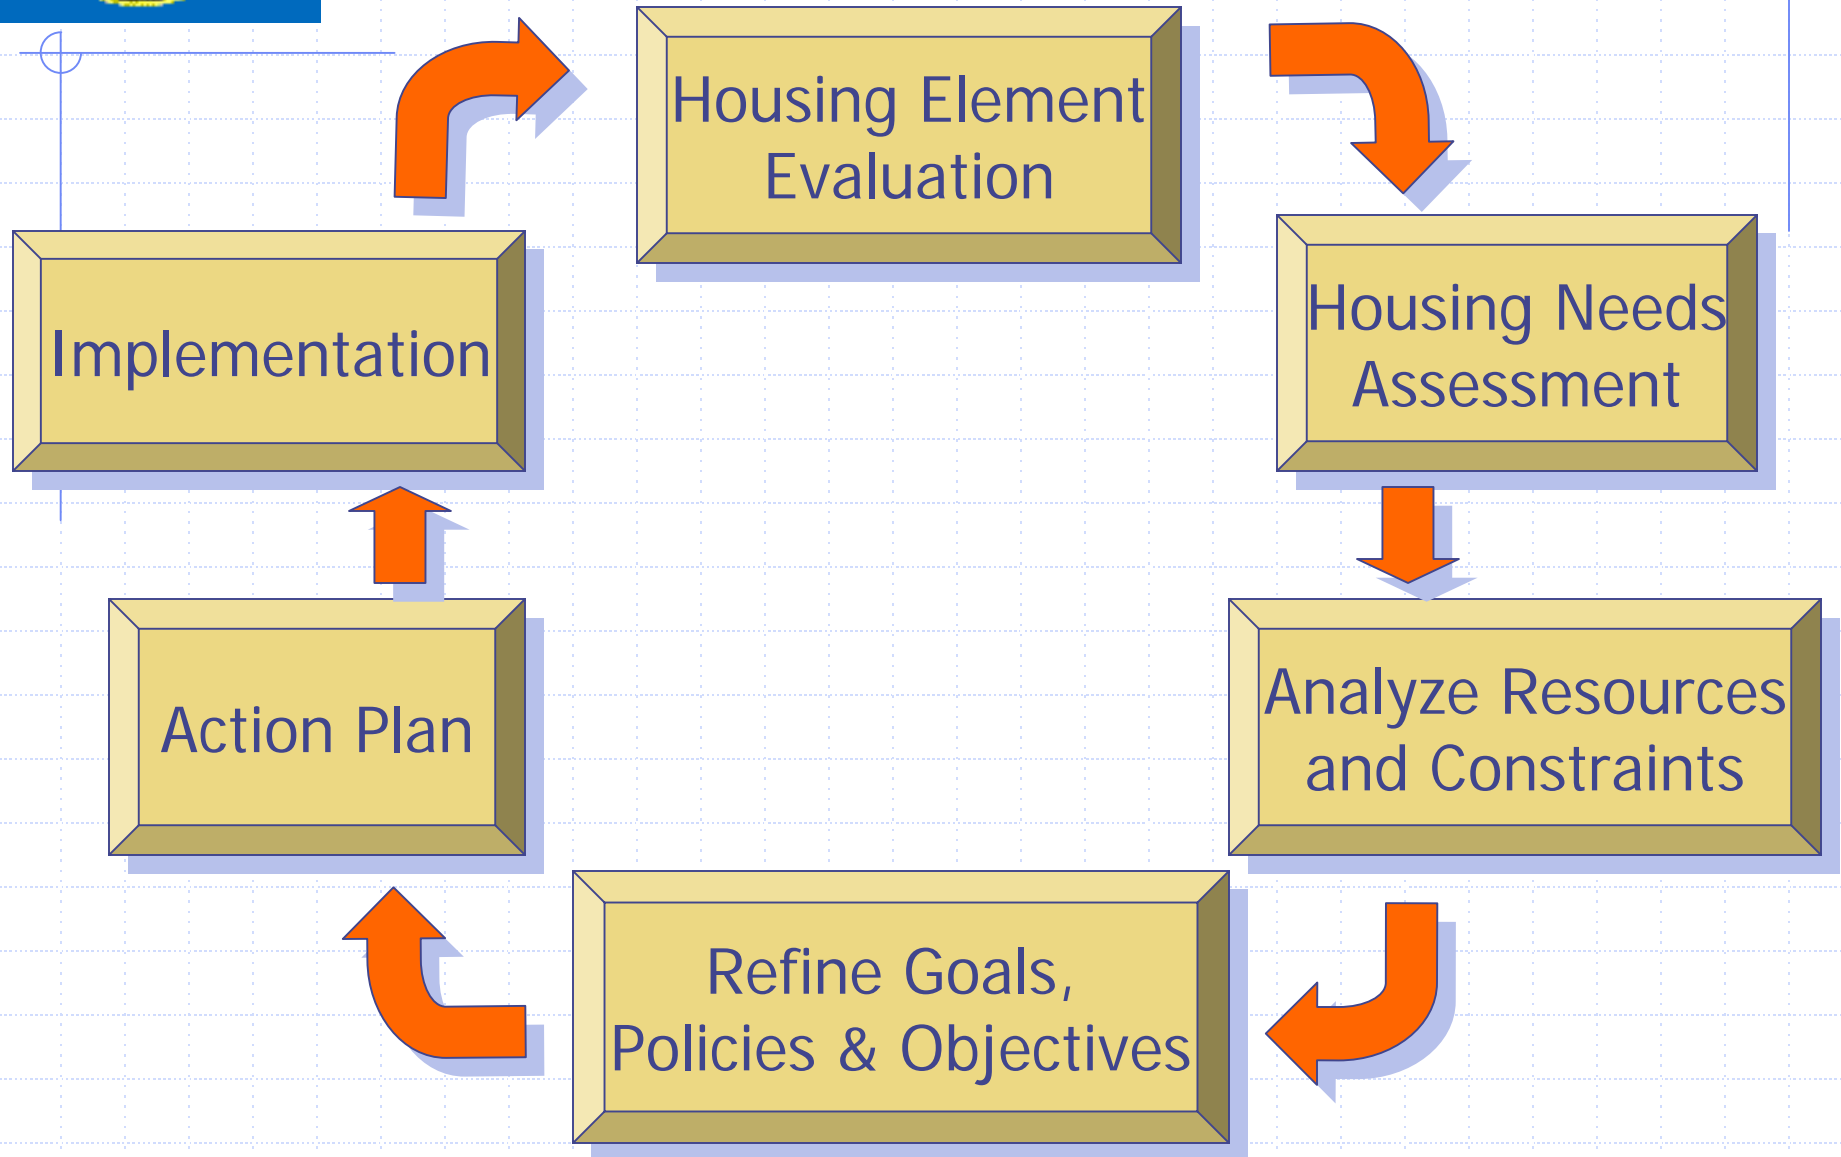 Housing Element
Evaluation
Housing Needs
Assessment
Analyze Resources
and Constraints
Refine Goals,
Policies & Objectives
Action Plan
Implementation